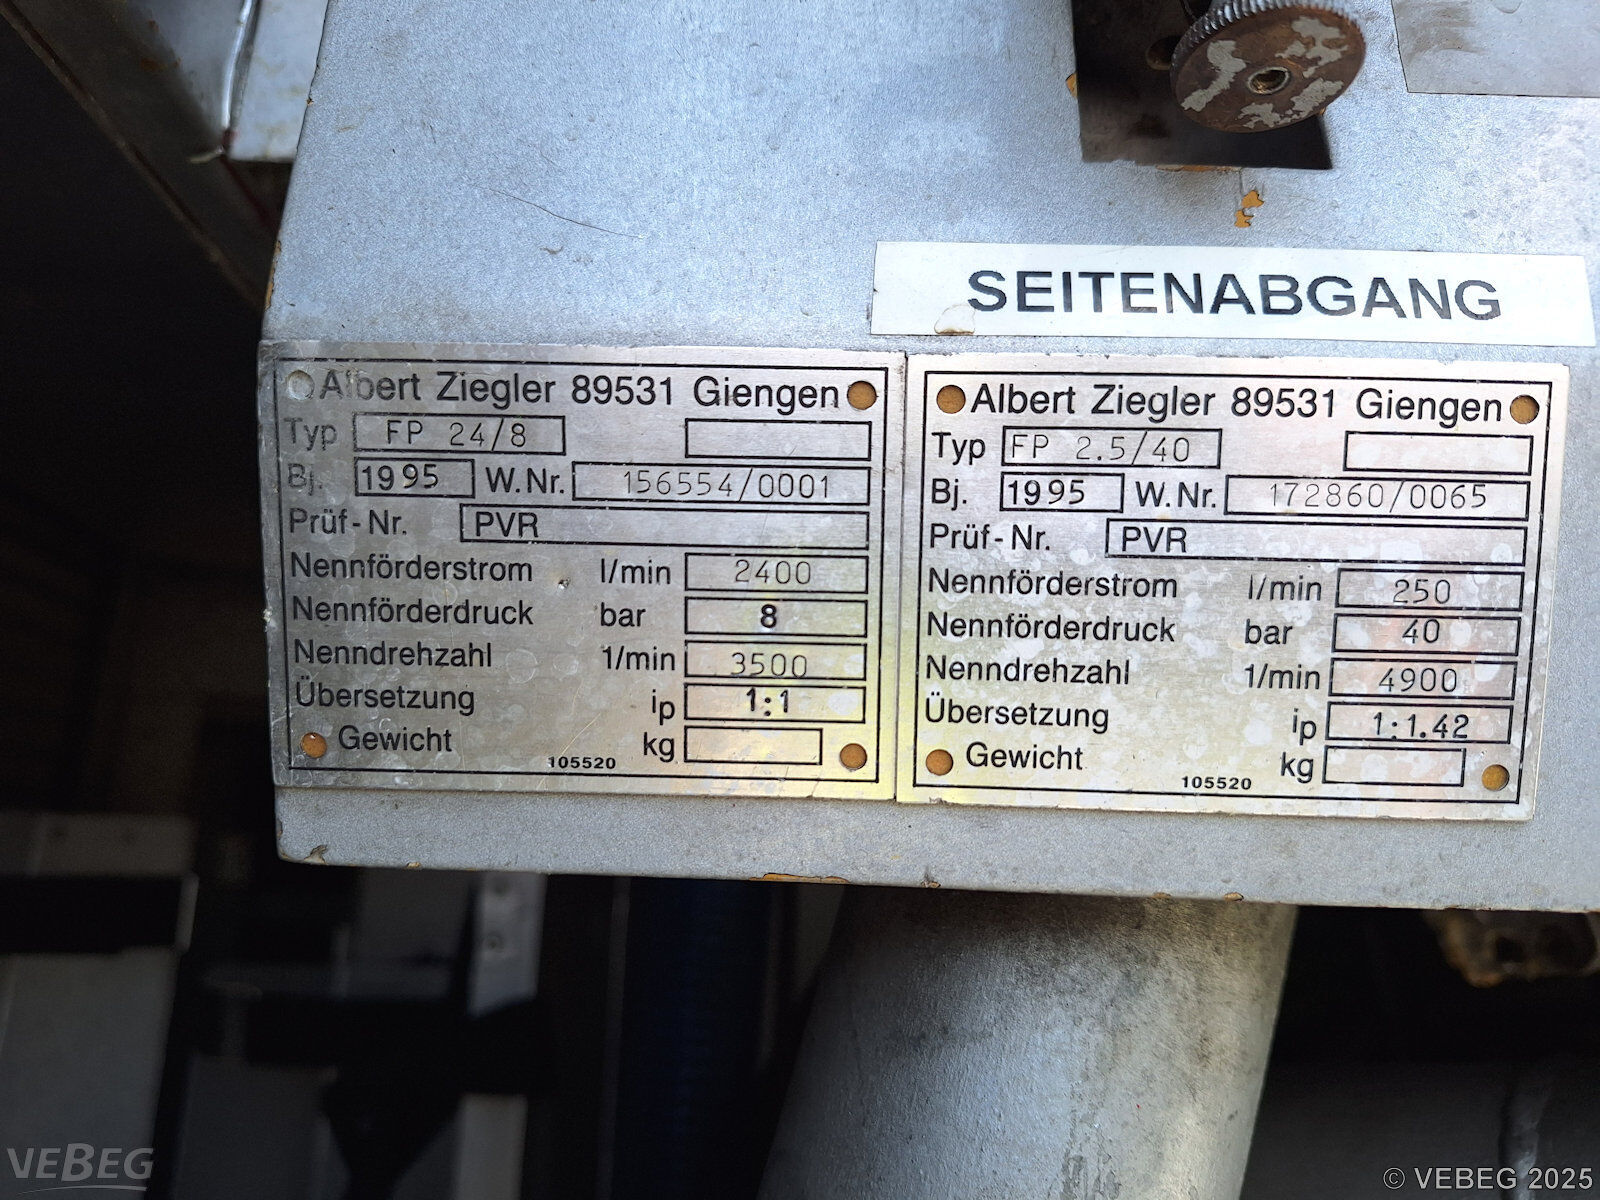 SEITENABGANG
Albert Ziegler 89531 Giengen
Typ FP 24/8
Bj. 1995 W.Nr. 156554/0001
Prüf-Nr. PVR
Nennförderstrom l/min 2400
Nennförderdruck bar 8
Nenndrehzahl 1/min 3500
Übersetzung ip 1:1
Gewicht kg
105520
Albert Ziegler 89531 Giengen
Typ FP 2.5/40
Bj. 1995 W.Nr. 172860/0065
Prüf-Nr. PVR
Nennförderstrom l/min 250
Nennförderdruck bar 40
Nenndrehzahl 1/min 4900
Übersetzung ip 1:1.42
Gewicht kg
105520
VEBEG
© VEBEG 2025